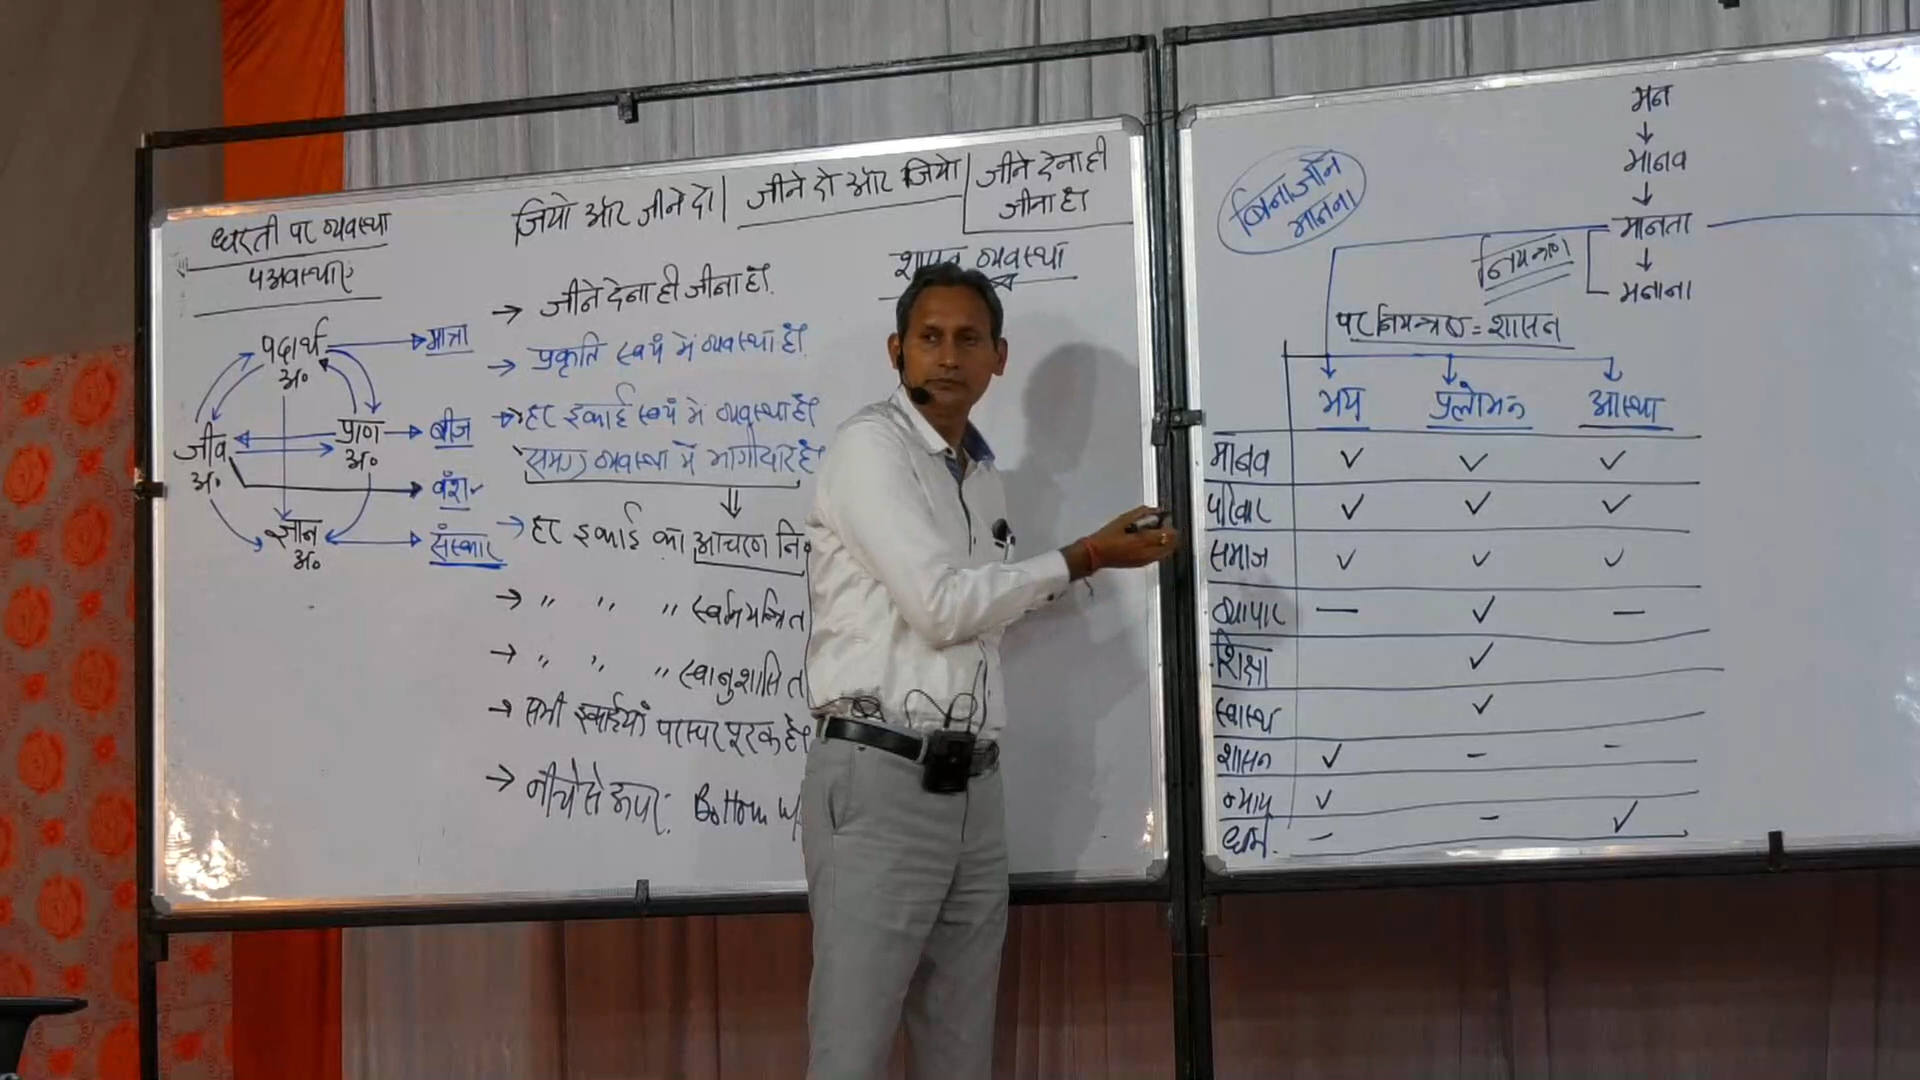 जियो और जीने दो | जीने दो और जियो | जीने देना ही
जीना है
धरती पर व्यवस्था
4 अवस्थाएं
पदार्थ
अ०
मात्रा
जीव
अ०
प्राण
अ०
बीज
वंश
ज्ञान
अ०
संस्कार
शासन व्यवस्था
→ जीने देना ही जीना है।
→ प्रकृति स्वयं में व्यवस्था है।
→ हर इकाई स्वयं में व्यवस्था है।
समग्र व्यवस्था में भागीदार है
⇓
→ हर इकाई का आचरण नि
→ " " " स्वनियन्त्रित
→ " " " स्वानुशासित
→ सभी इकाईयाँ परस्पर पूरक हैं।
→ नीचे से ऊपर: Bottom up
बिना जाने
मानना
मन
↓
मानव
↓
मानता
↓
मनाना
नियन्त्रण
पर नियन्त्रण = शासन
भय प्रलोभन आस्था
मानव ✓ ✓ ✓
परिवार ✓ ✓ ✓
समाज ✓ ✓ ✓
व्यापार — ✓ —
शिक्षा ✓
स्वास्थ्य ✓
शासन ✓ - -
न्याय ✓
धर्म. - - ✓